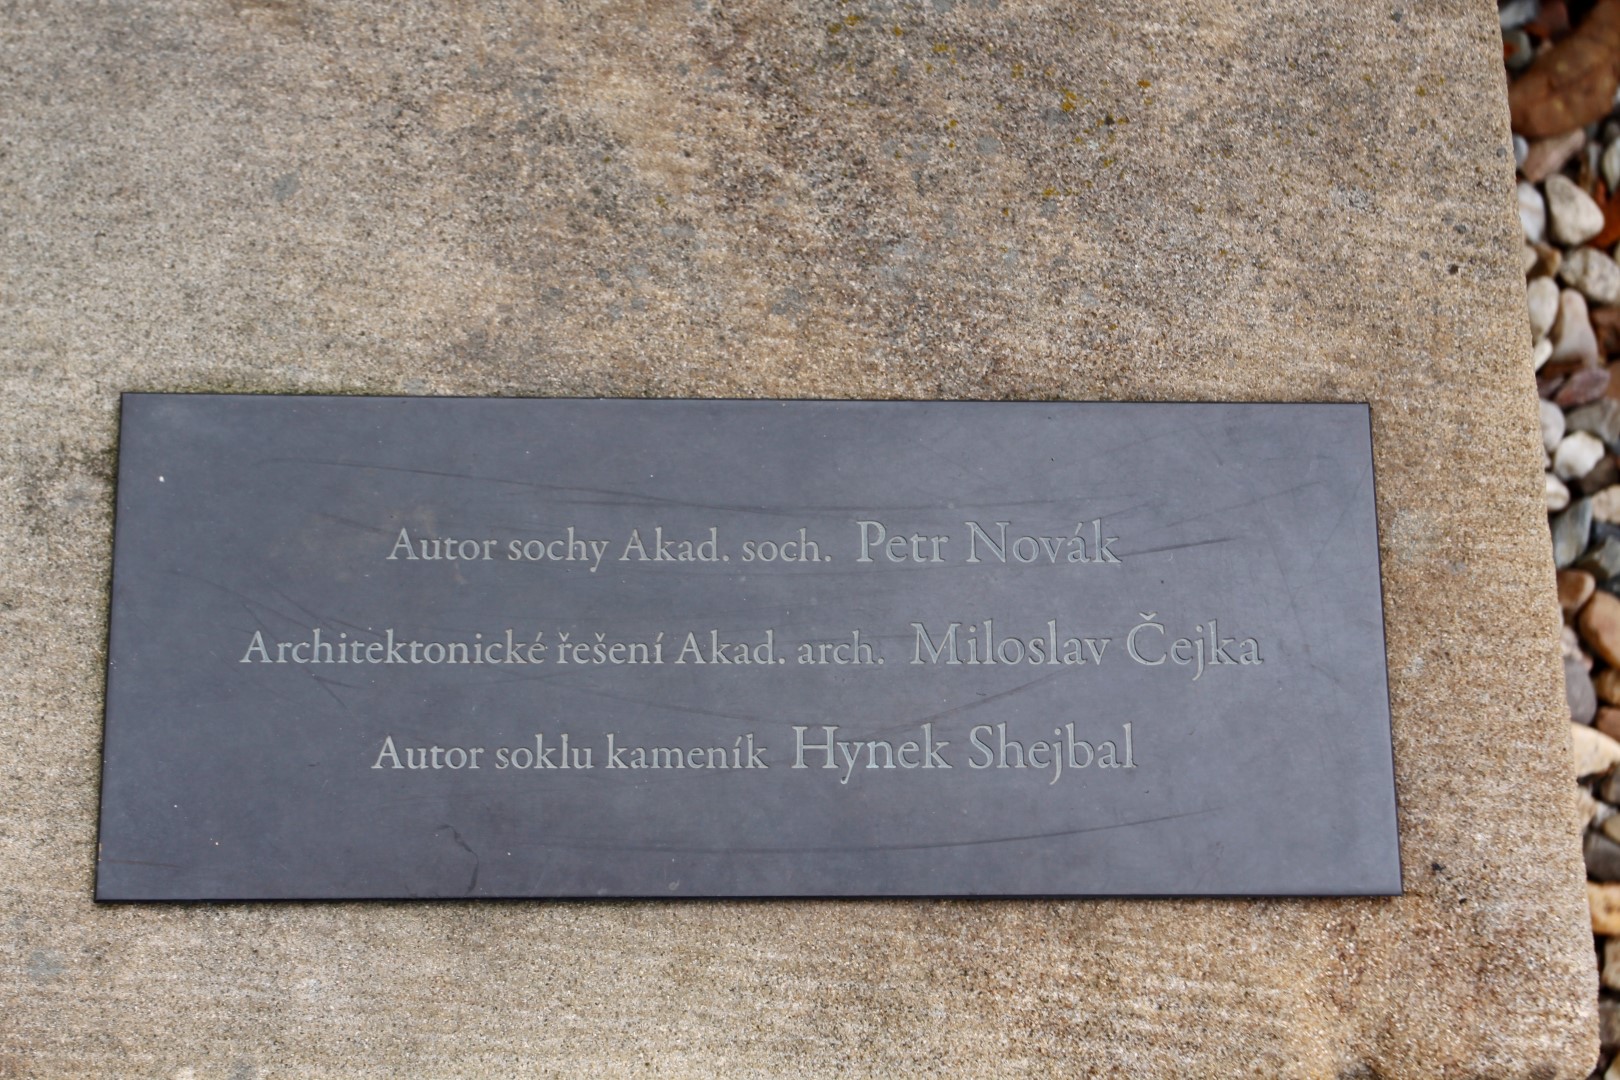 Autor sochy Akad. soch. Petr Novák
Architektonické řešení Akad. arch. Miloslav Čejka
Autor soklu kameník Hynek Shejbal